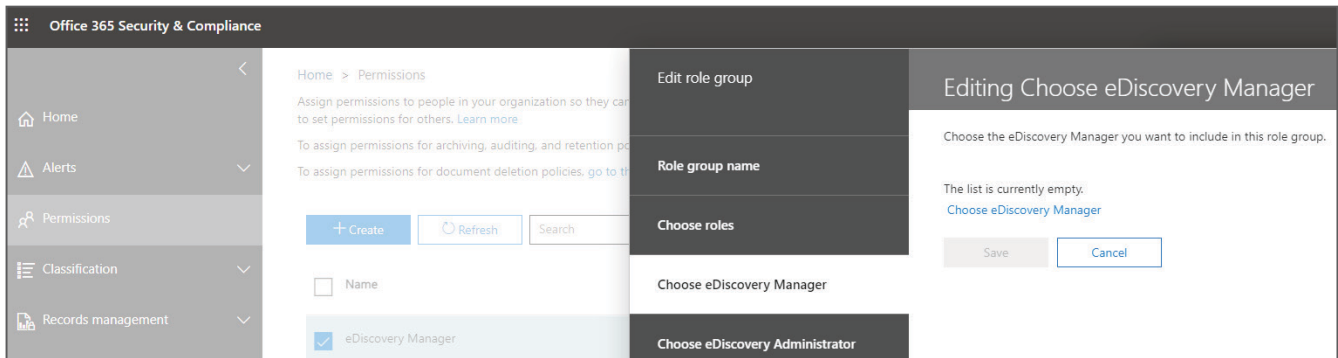 Office 365 Security & Compliance
Home
Alerts
Permissions
Classification
Records management
Home > Permissions
Assign permissions to people in your organization so they can
to set permissions for others. Learn more
To assign permissions for archiving, auditing, and retention po
To assign permissions for document deletion policies, go to th
+ Create
Refresh
Search
Name
eDiscovery Manager
Edit role group
Role group name
Choose roles
Choose eDiscovery Manager
Choose eDiscovery Administrator
Editing Choose eDiscovery Manager
Choose the eDiscovery Manager you want to include in this role group.
The list is currently empty.
Choose eDiscovery Manager
Save
Cancel